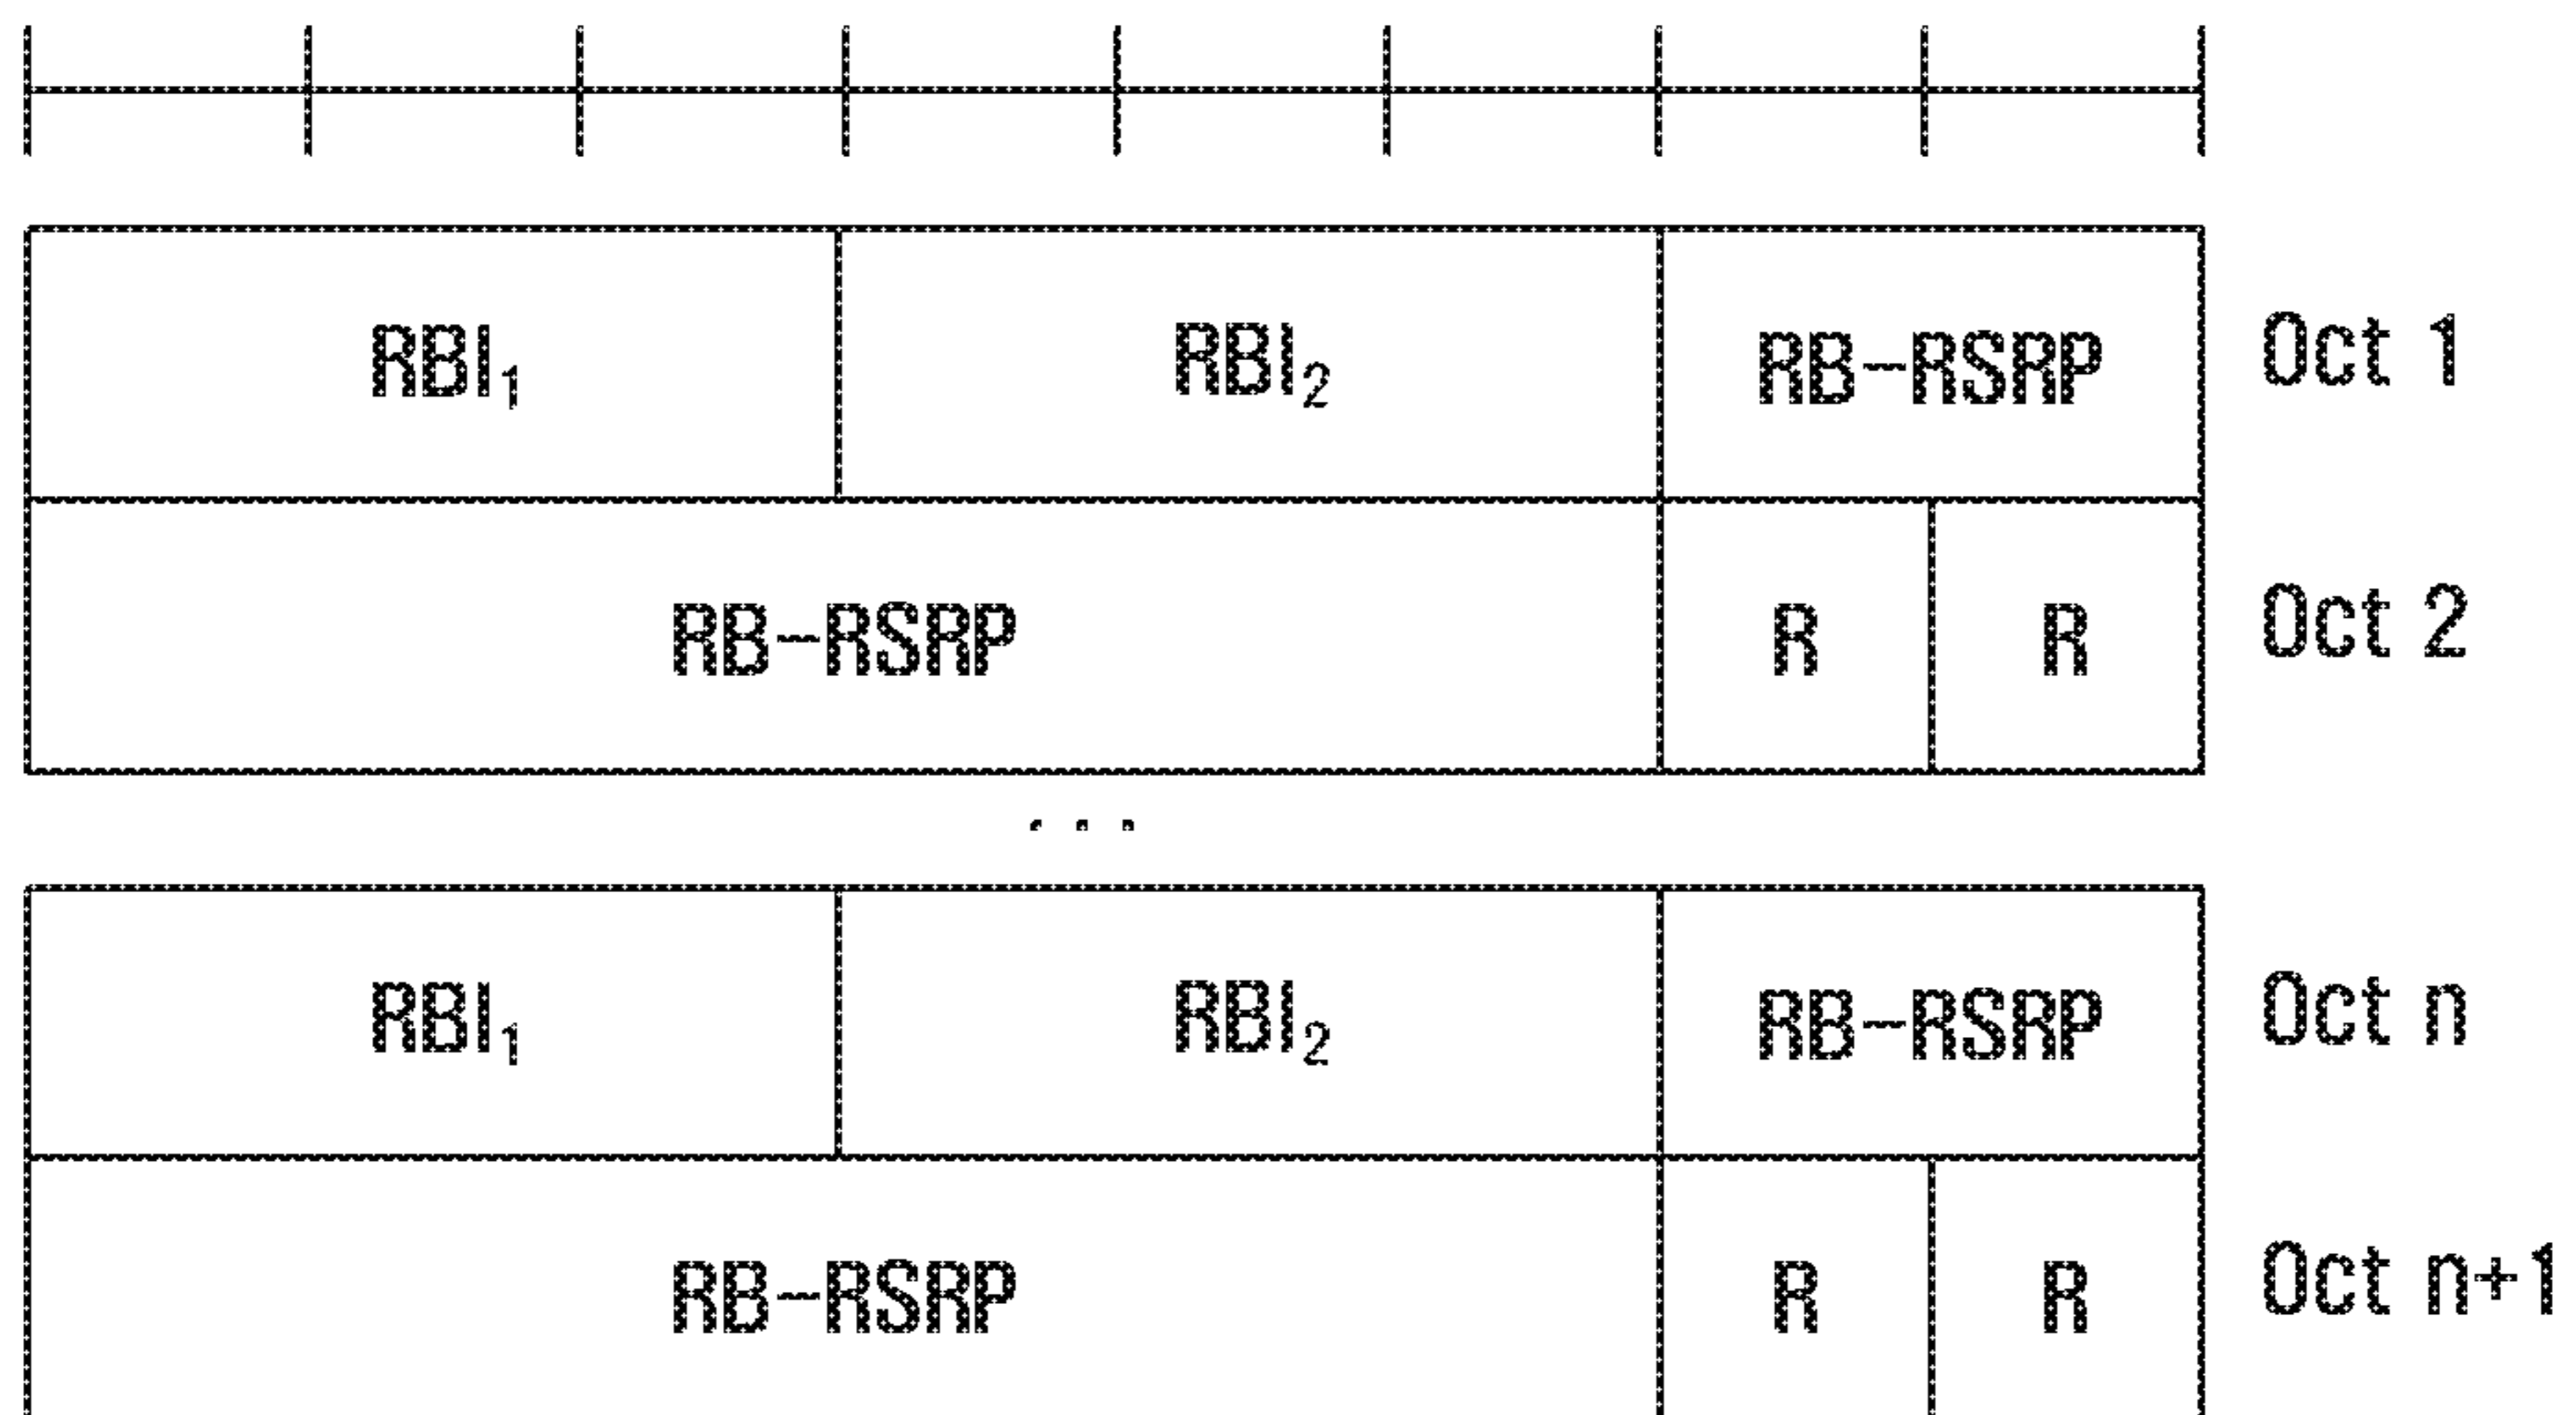 RBI₁ RBI₂ RB-RSRP Oct 1
RB-RSRP R R Oct 2
...
RBI₁ RBI₂ RB-RSRP Oct n
RB-RSRP R R Oct n+1